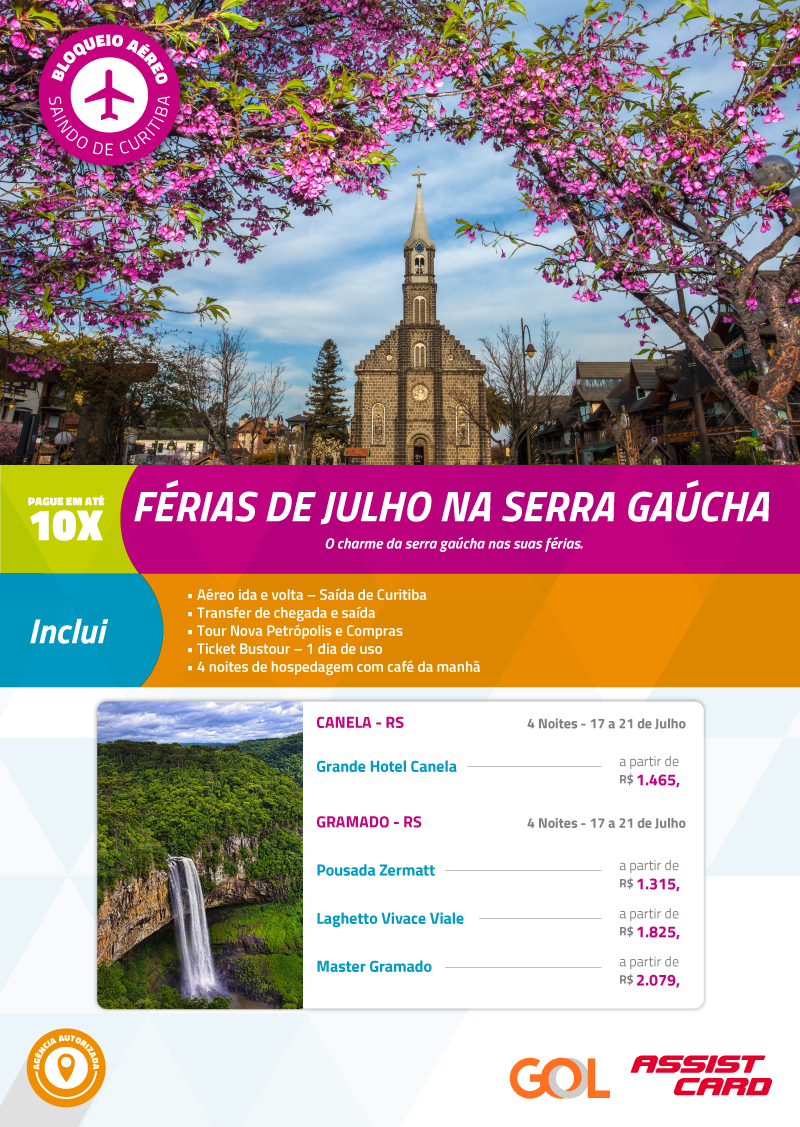 BLOQUEIO AÉREO
SAINDO DE CURITIBA
PAGUE EM ATÉ
10X
FÉRIAS DE JULHO NA SERRA GAÚCHA
O charme da serra gaúcha nas suas férias.
Inclui
• Aéreo ida e volta – Saída de Curitiba
• Transfer de chegada e saída
• Tour Nova Petrópolis e Compras
• Ticket Bustour – 1 dia de uso
• 4 noites de hospedagem com café da manhã
CANELA - RS 4 Noites - 17 a 21 de Julho
Grande Hotel Canela a partir de
R$ 1.465,
GRAMADO - RS 4 Noites - 17 a 21 de Julho
Pousada Zermatt a partir de
R$ 1.315,
Laghetto Vivace Viale a partir de
R$ 1.825,
Master Gramado a partir de
R$ 2.079,
AGÊNCIA AUTORIZADA
GOL
ASSIST
CARD